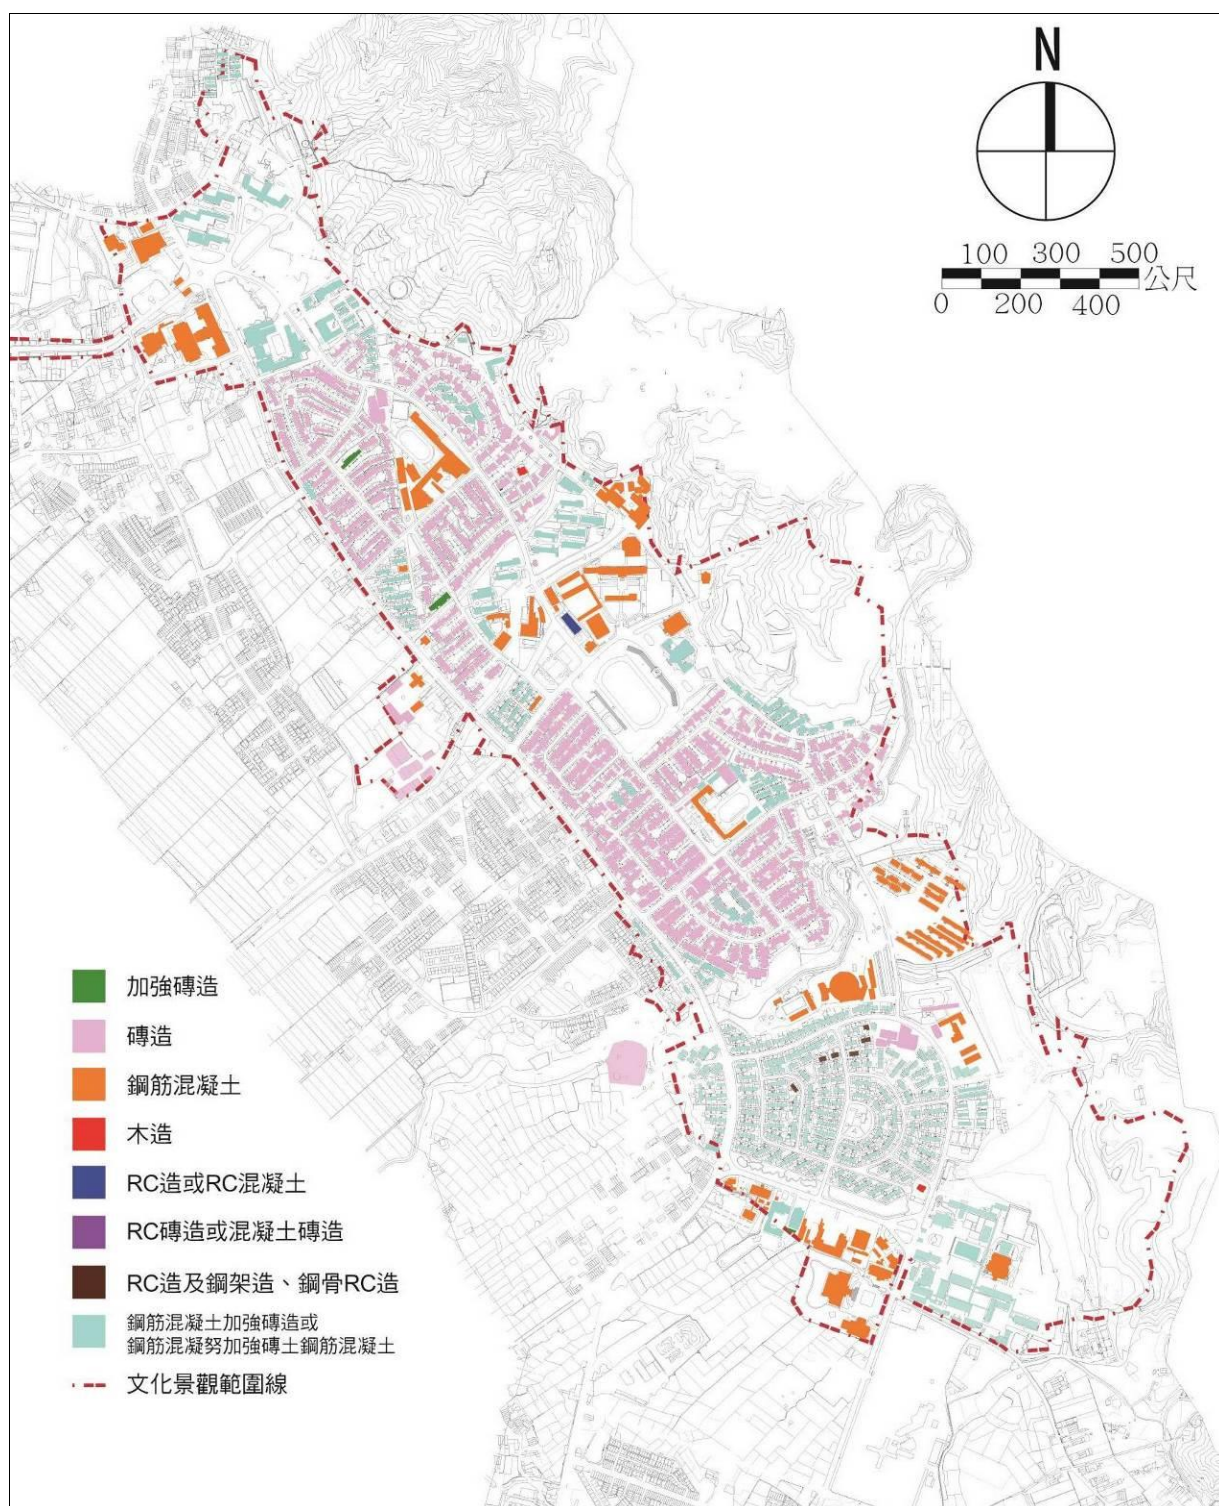 N
100 300 500
公尺
0 200 400
加強磚造
磚造
鋼筋混凝土
木造
RC造或RC混凝土
RC磚造或混凝土磚造
RC造及鋼架造、鋼骨RC造
鋼筋混凝土加強磚造或
鋼筋混凝努加強磚土鋼筋混凝土
文化景觀範圍線